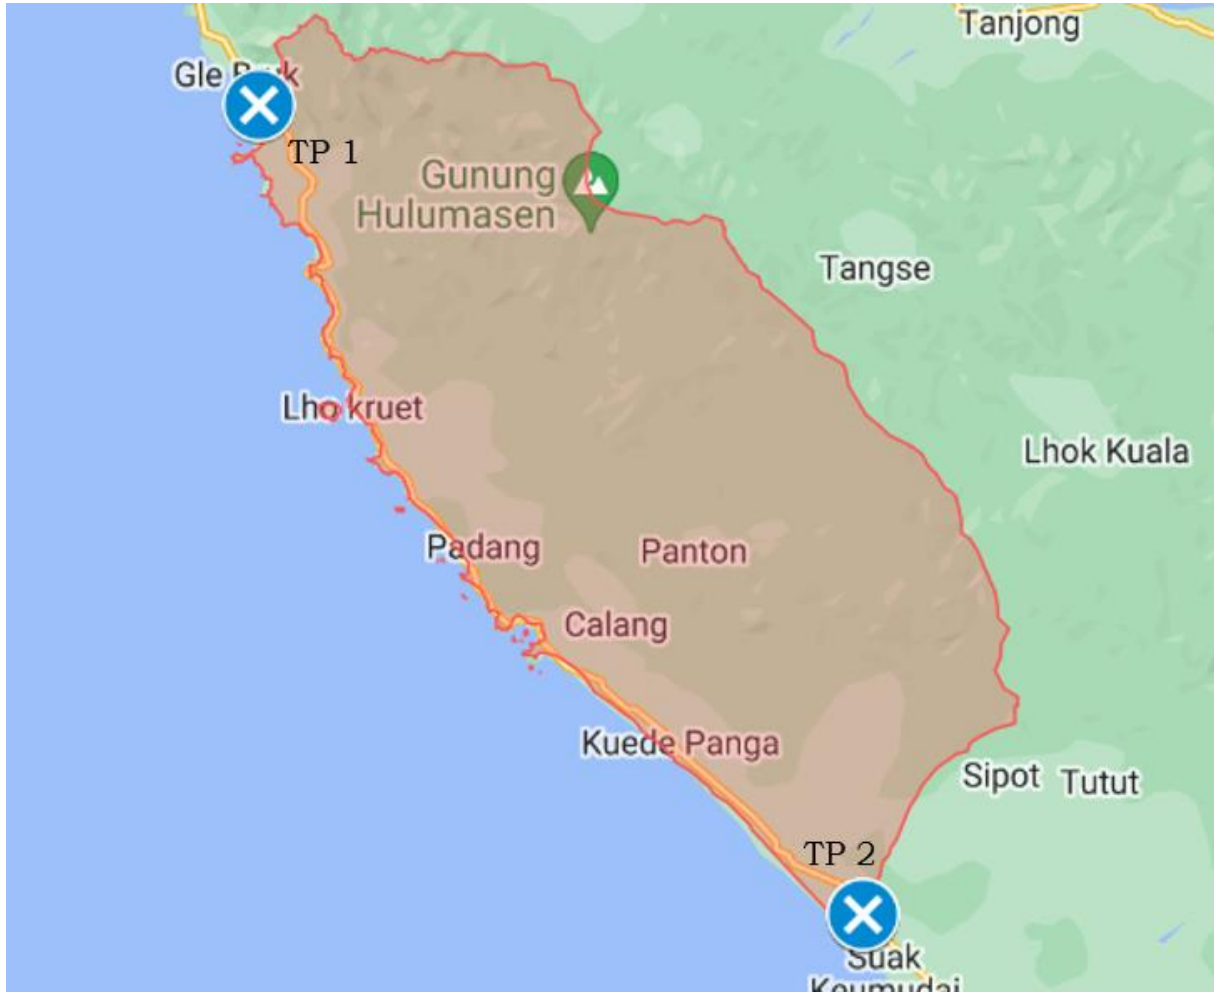 Tanjong
Gle
TP 1
Gunung
Hulumasen
Tangse
Lho kruet
Lhok Kuala
Padang
Panton
Calang
Kuede Panga
Sipot
Tutut
TP 2
Suak
Keumudai